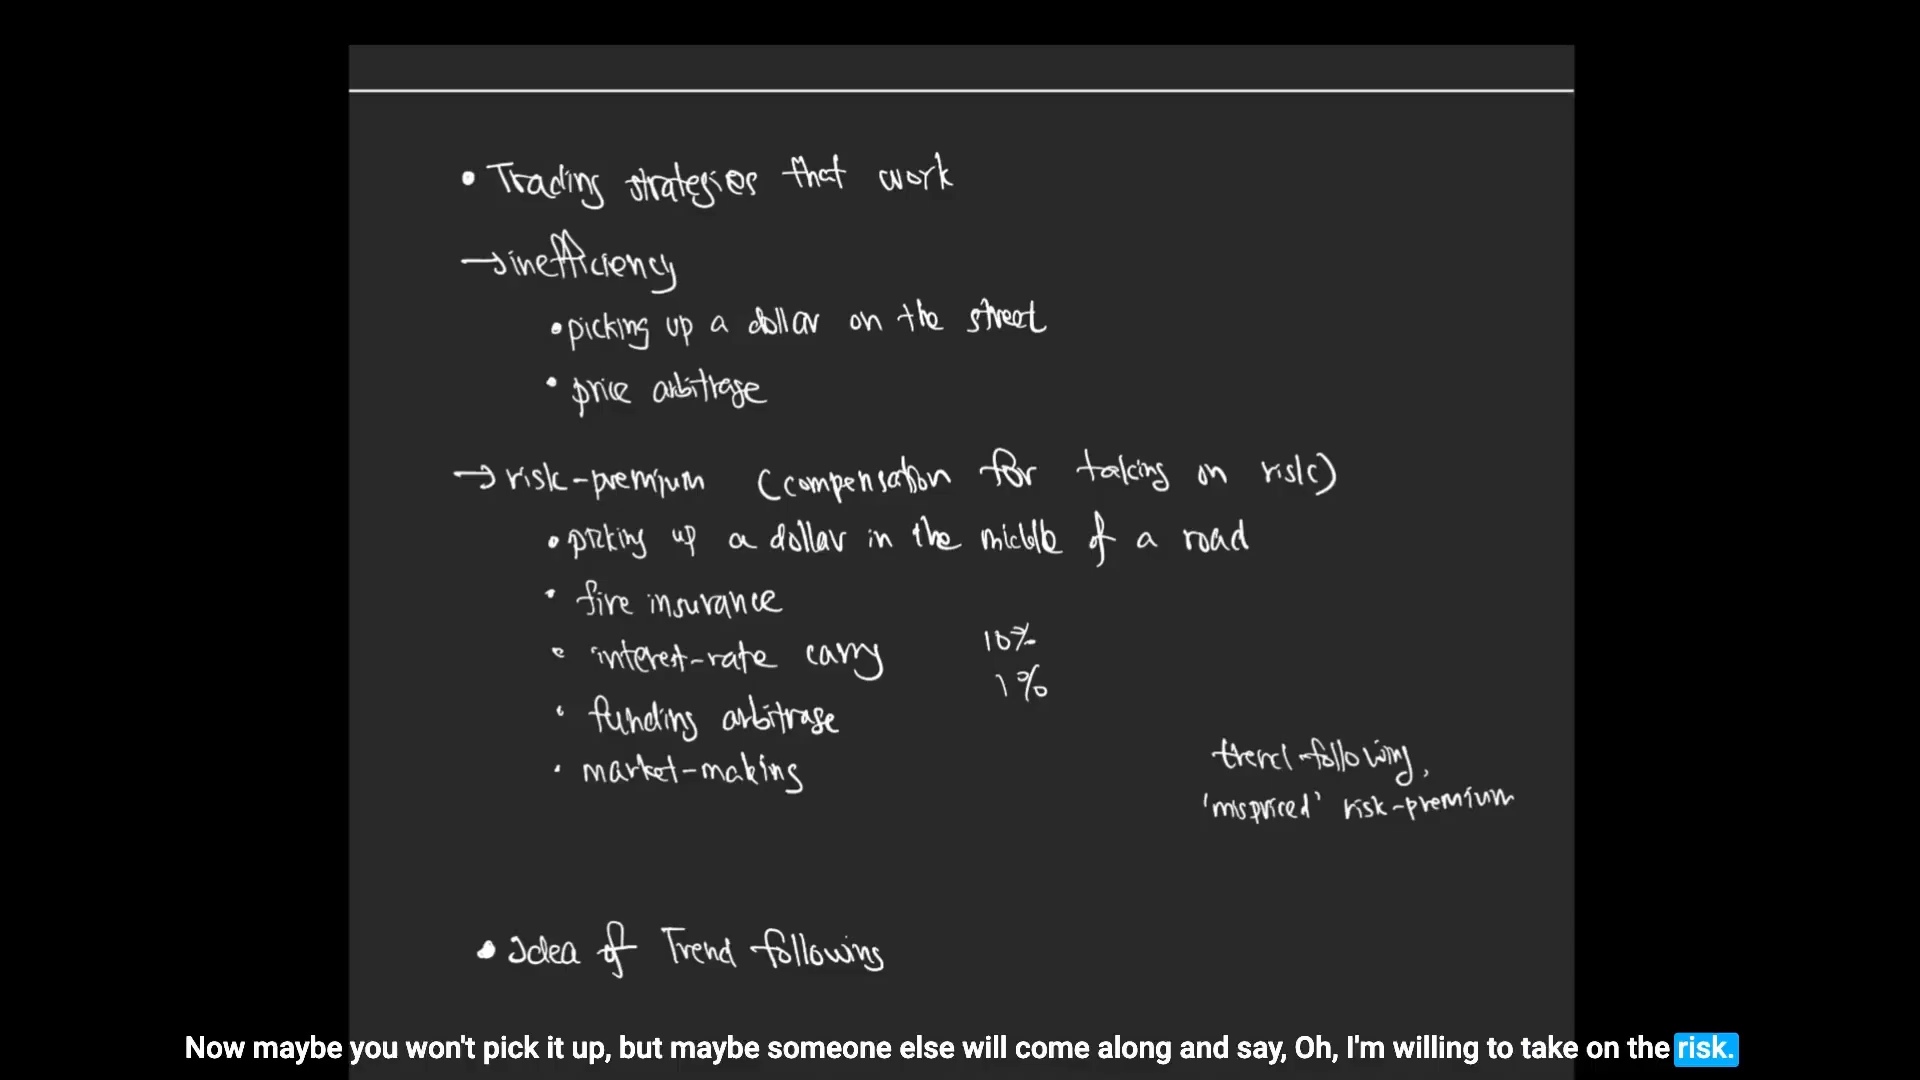 • Trading strategies that work
→ inefficiency
• picking up a dollar on the street
• price arbitrage
→ risk-premium (compensation for taking on risk)
• picking up a dollar in the middle of a road
• fire insurance
• interest-rate carry 10%
1%
• funding arbitrage
• market-making
trend-following,
'mispriced' risk-premium
• Idea of Trend following
Now maybe you won't pick it up, but maybe someone else will come along and say, Oh, I'm willing to take on the risk.